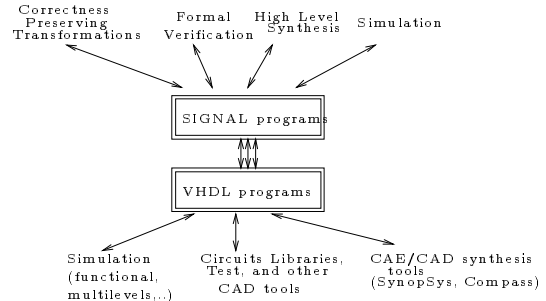 Correctness
Preserving
Transformations
Formal
Verification
High Level
Synthesis
Simulation
SIGNAL programs
VHDL programs
Simulation
(functional,
multilevels,..)
Circuits Libraries,
Test, and other
CAD tools
CAE/CAD synthesis
tools
(SynopSys, Compass)